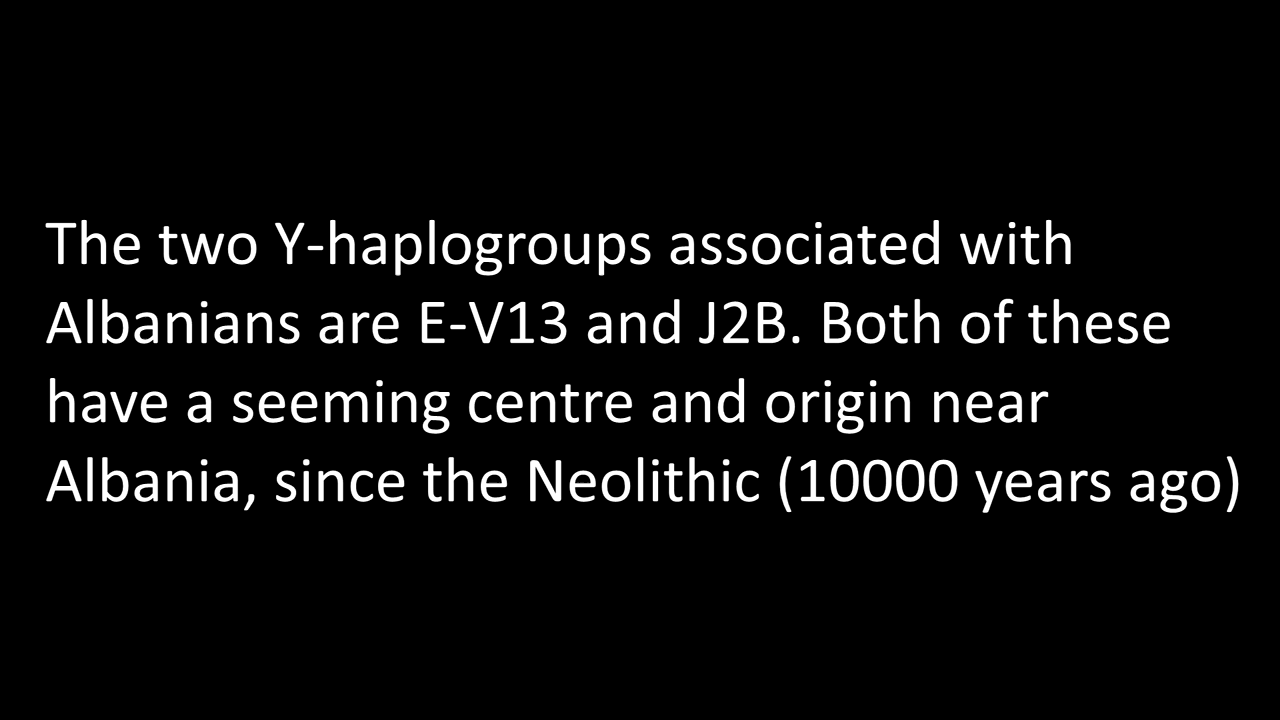 The two Y-haplogroups associated with
Albanians are E-V13 and J2B. Both of these
have a seeming centre and origin near
Albania, since the Neolithic (10000 years ago)